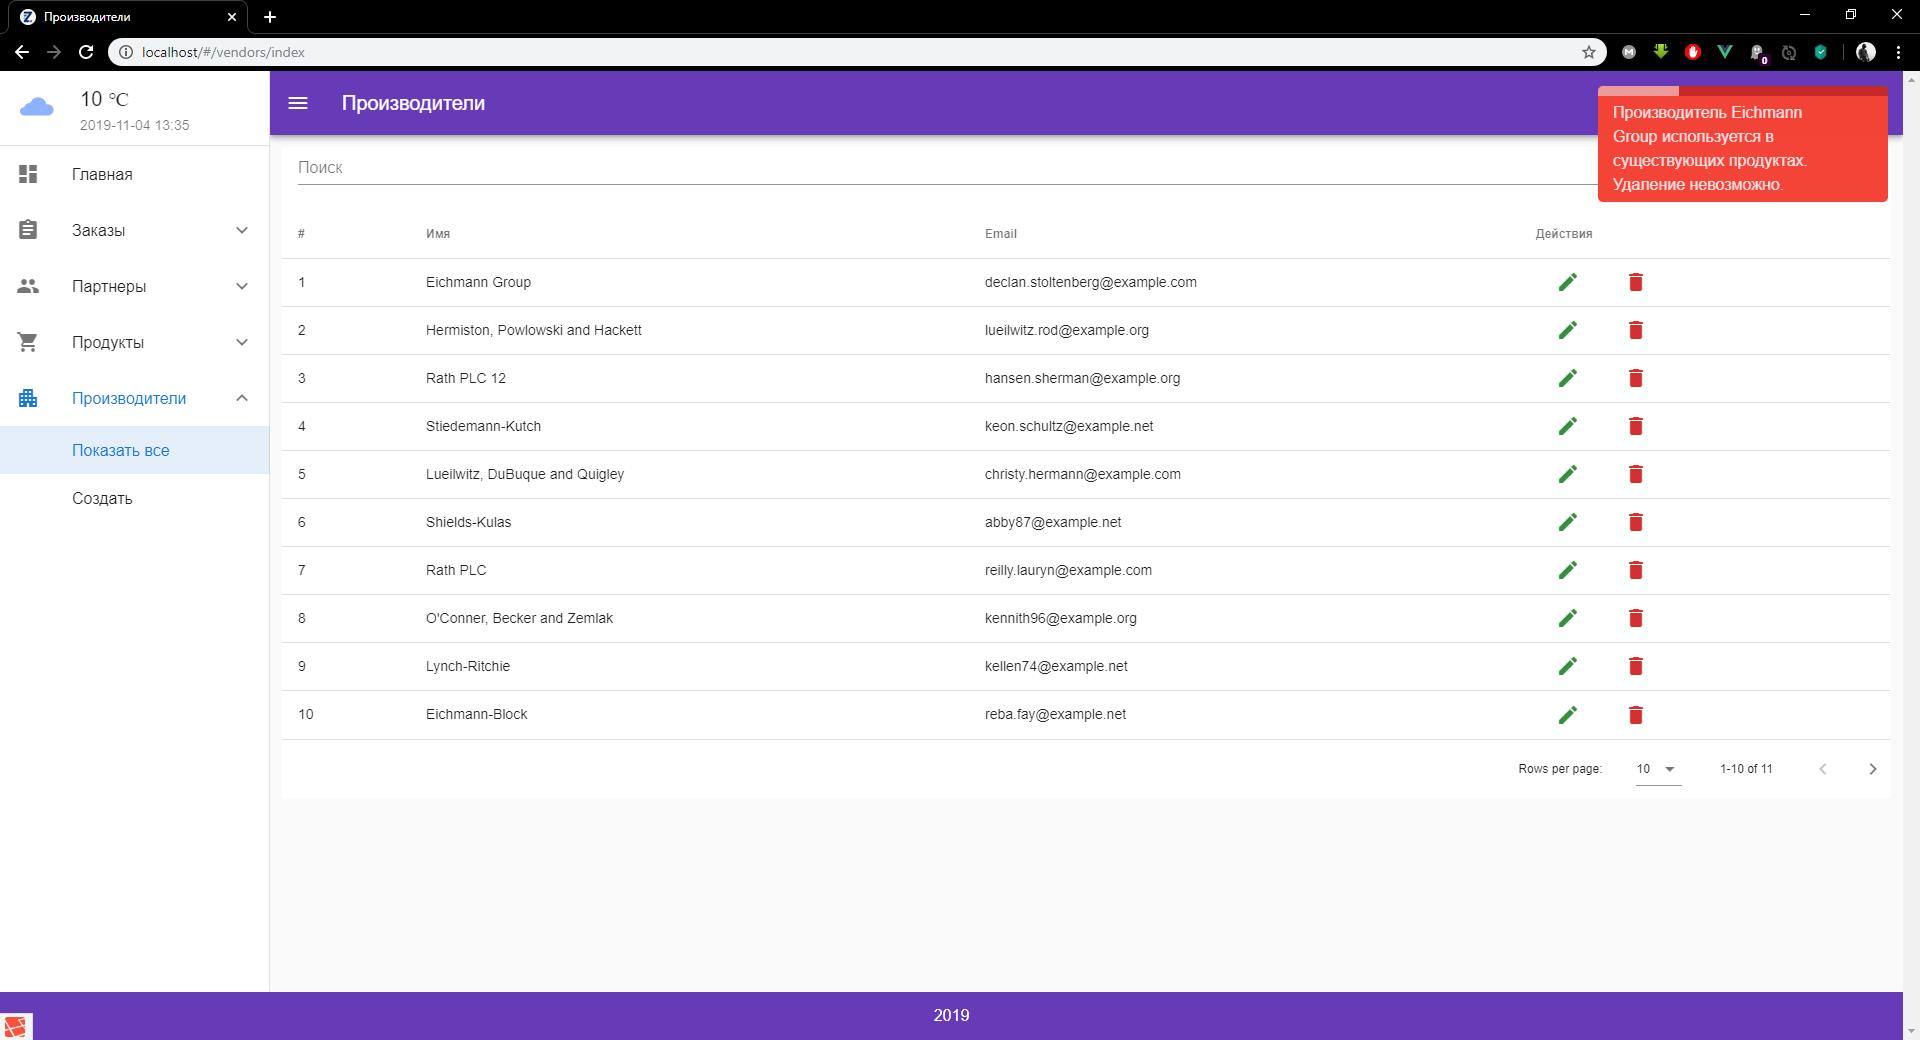 Производители
localhost/#/vendors/index
0
10 °C
2019-11-04 13:35
Главная
Заказы
Партнеры
Продукты
Производители
Показать все
Создать
Производители
Производитель Eichmann
Group используется в
существующих продуктах.
Удаление невозможно.
Поиск
# Имя Email Действия
1 Eichmann Group declan.stoltenberg@example.com
2 Hermiston, Powlowski and Hackett lueilwitz.rod@example.org
3 Rath PLC 12 hansen.sherman@example.org
4 Stiedemann-Kutch keon.schultz@example.net
5 Lueilwitz, DuBuque and Quigley christy.hermann@example.com
6 Shields-Kulas abby87@example.net
7 Rath PLC reilly.lauryn@example.com
8 O'Conner, Becker and Zemlak kennith96@example.org
9 Lynch-Ritchie kellen74@example.net
10 Eichmann-Block reba.fay@example.net
Rows per page: 10 1-10 of 11
2019